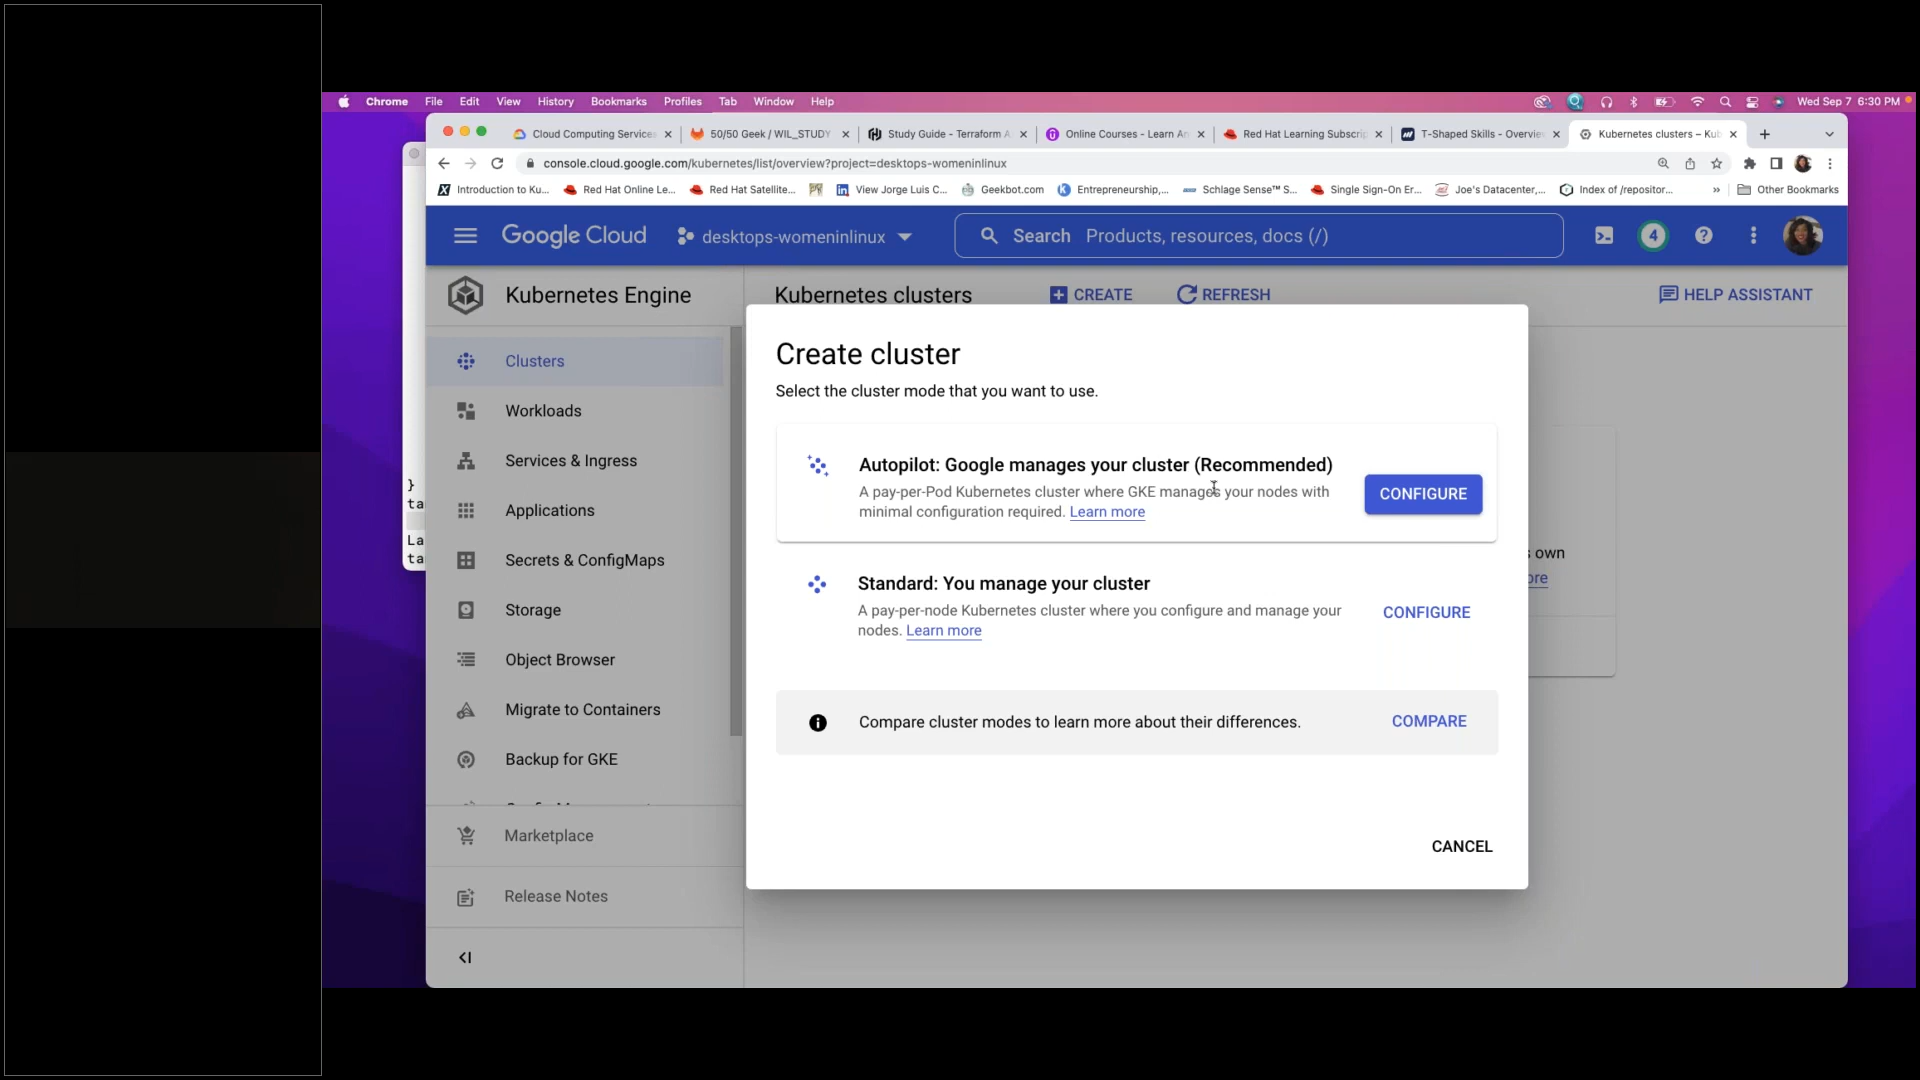 Chrome File Edit View History Bookmarks Profiles Tab Window Help Wed Sep 7 6:30 PM
Cloud Computing Services 50/50 Geek / WIL_STUDY Study Guide - Terraform A Online Courses - Learn An Red Hat Learning Subscrip T-Shaped Skills - Overvie Kubernetes clusters – Kub
console.cloud.google.com/kubernetes/list/overview?project=desktops-womeninlinux
Introduction to Ku... Red Hat Online Le... Red Hat Satellite... View Jorge Luis C... Geekbot.com Entrepreneurship,... Schlage Sense™ S... Single Sign-On Er... Joe's Datacenter,... Index of /repositor... » Other Bookmarks
Google Cloud desktops-womeninlinux Search Products, resources, docs (/) 4
Kubernetes Engine
Kubernetes clusters CREATE REFRESH HELP ASSISTANT
Clusters
Workloads
Services & Ingress
Applications
Secrets & ConfigMaps
Storage
Object Browser
Migrate to Containers
Backup for GKE
Marketplace
Release Notes
Create cluster
Select the cluster mode that you want to use.
Autopilot: Google manages your cluster (Recommended)
A pay-per-Pod Kubernetes cluster where GKE manages your nodes with
minimal configuration required. Learn more
CONFIGURE
Standard: You manage your cluster
A pay-per-node Kubernetes cluster where you configure and manage your
nodes. Learn more
CONFIGURE
Compare cluster modes to learn more about their differences. COMPARE
CANCEL
own
}
ta
La
ta